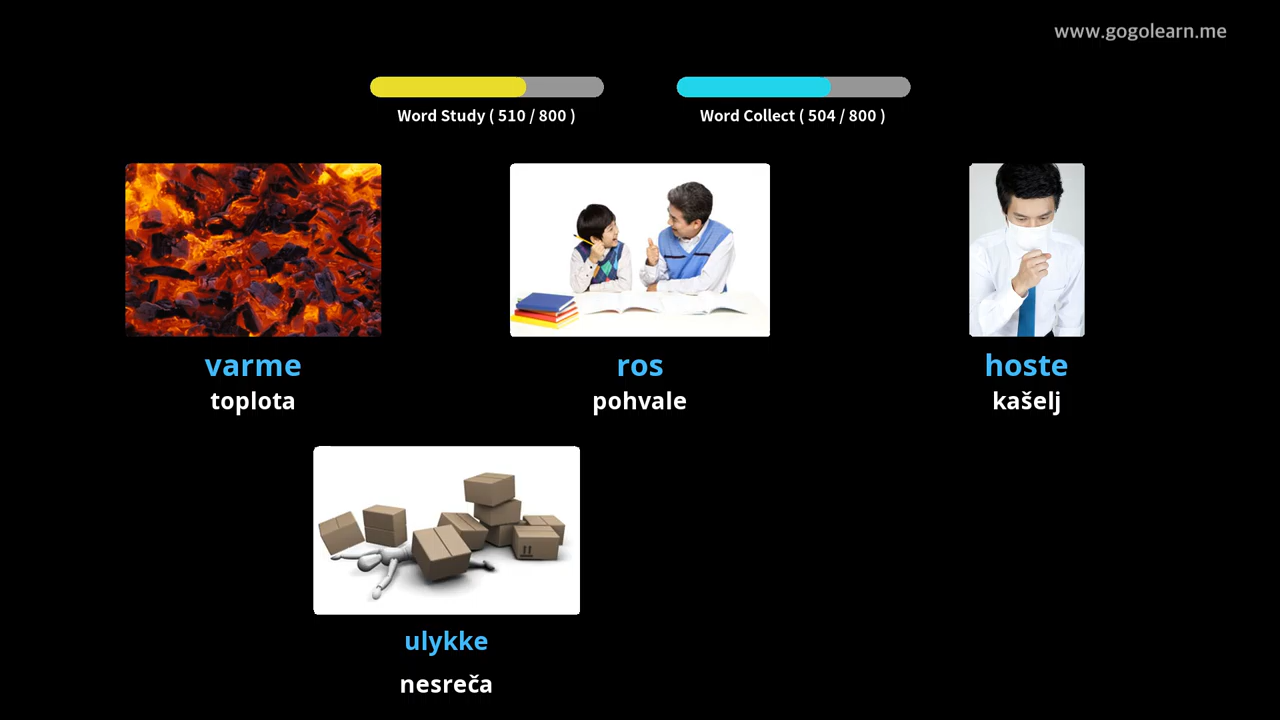 www.gogolearn.me
Word Study ( 510 / 800 )
Word Collect ( 504 / 800 )
varme
toplota
ros
pohvale
hoste
kašelj
ulykke
nesreča